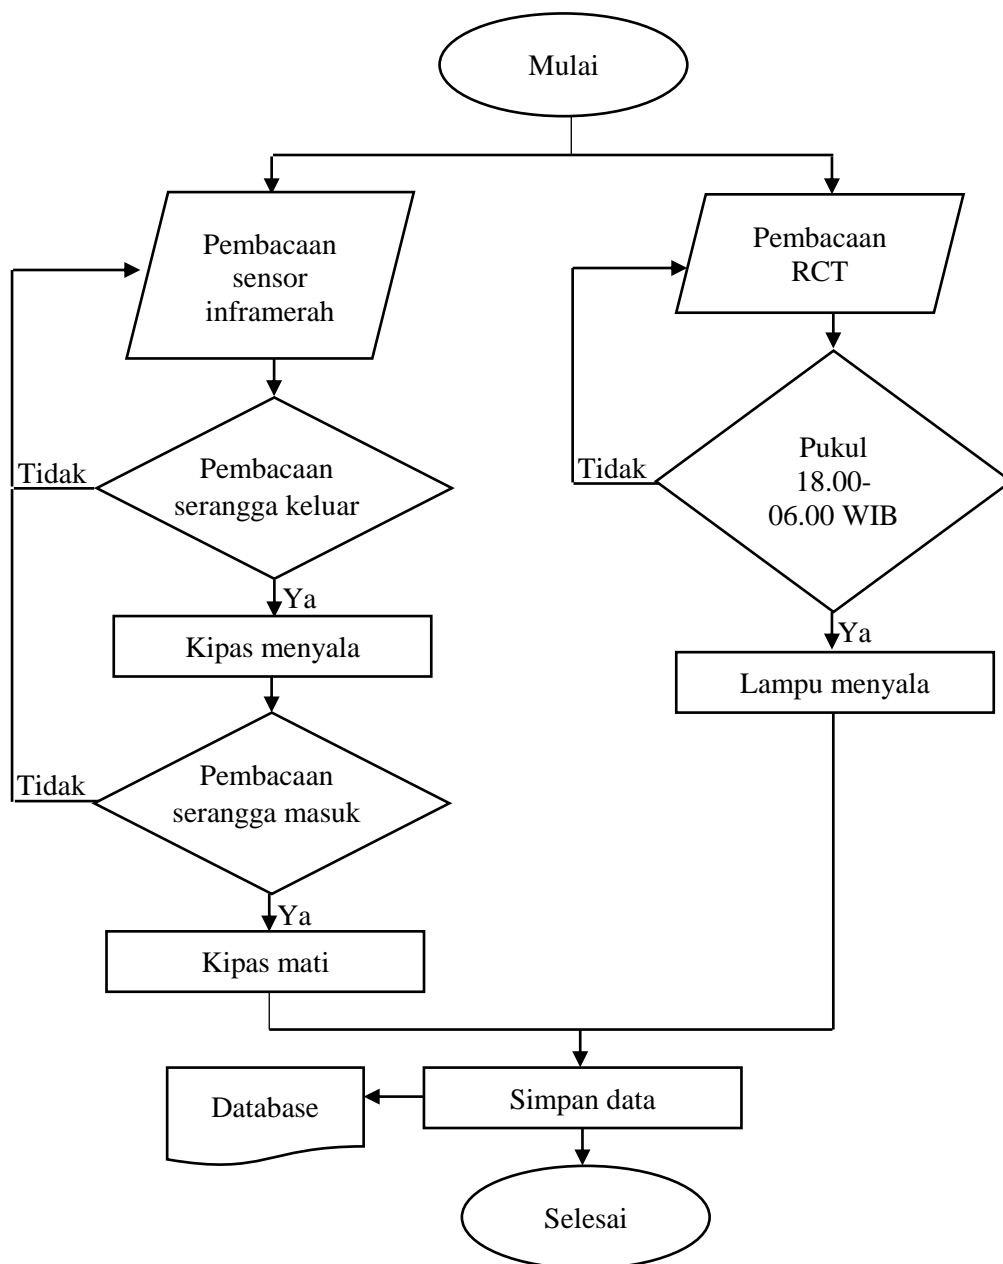 Mulai
Pembacaan
sensor
inframerah
Pembacaan
RCT
Tidak
Pembacaan
serangga keluar
Tidak
Pukul
18.00-
06.00 WIB
Ya
Kipas menyala
Ya
Lampu menyala
Tidak
Pembacaan
serangga masuk
Ya
Kipas mati
Database
Simpan data
Selesai